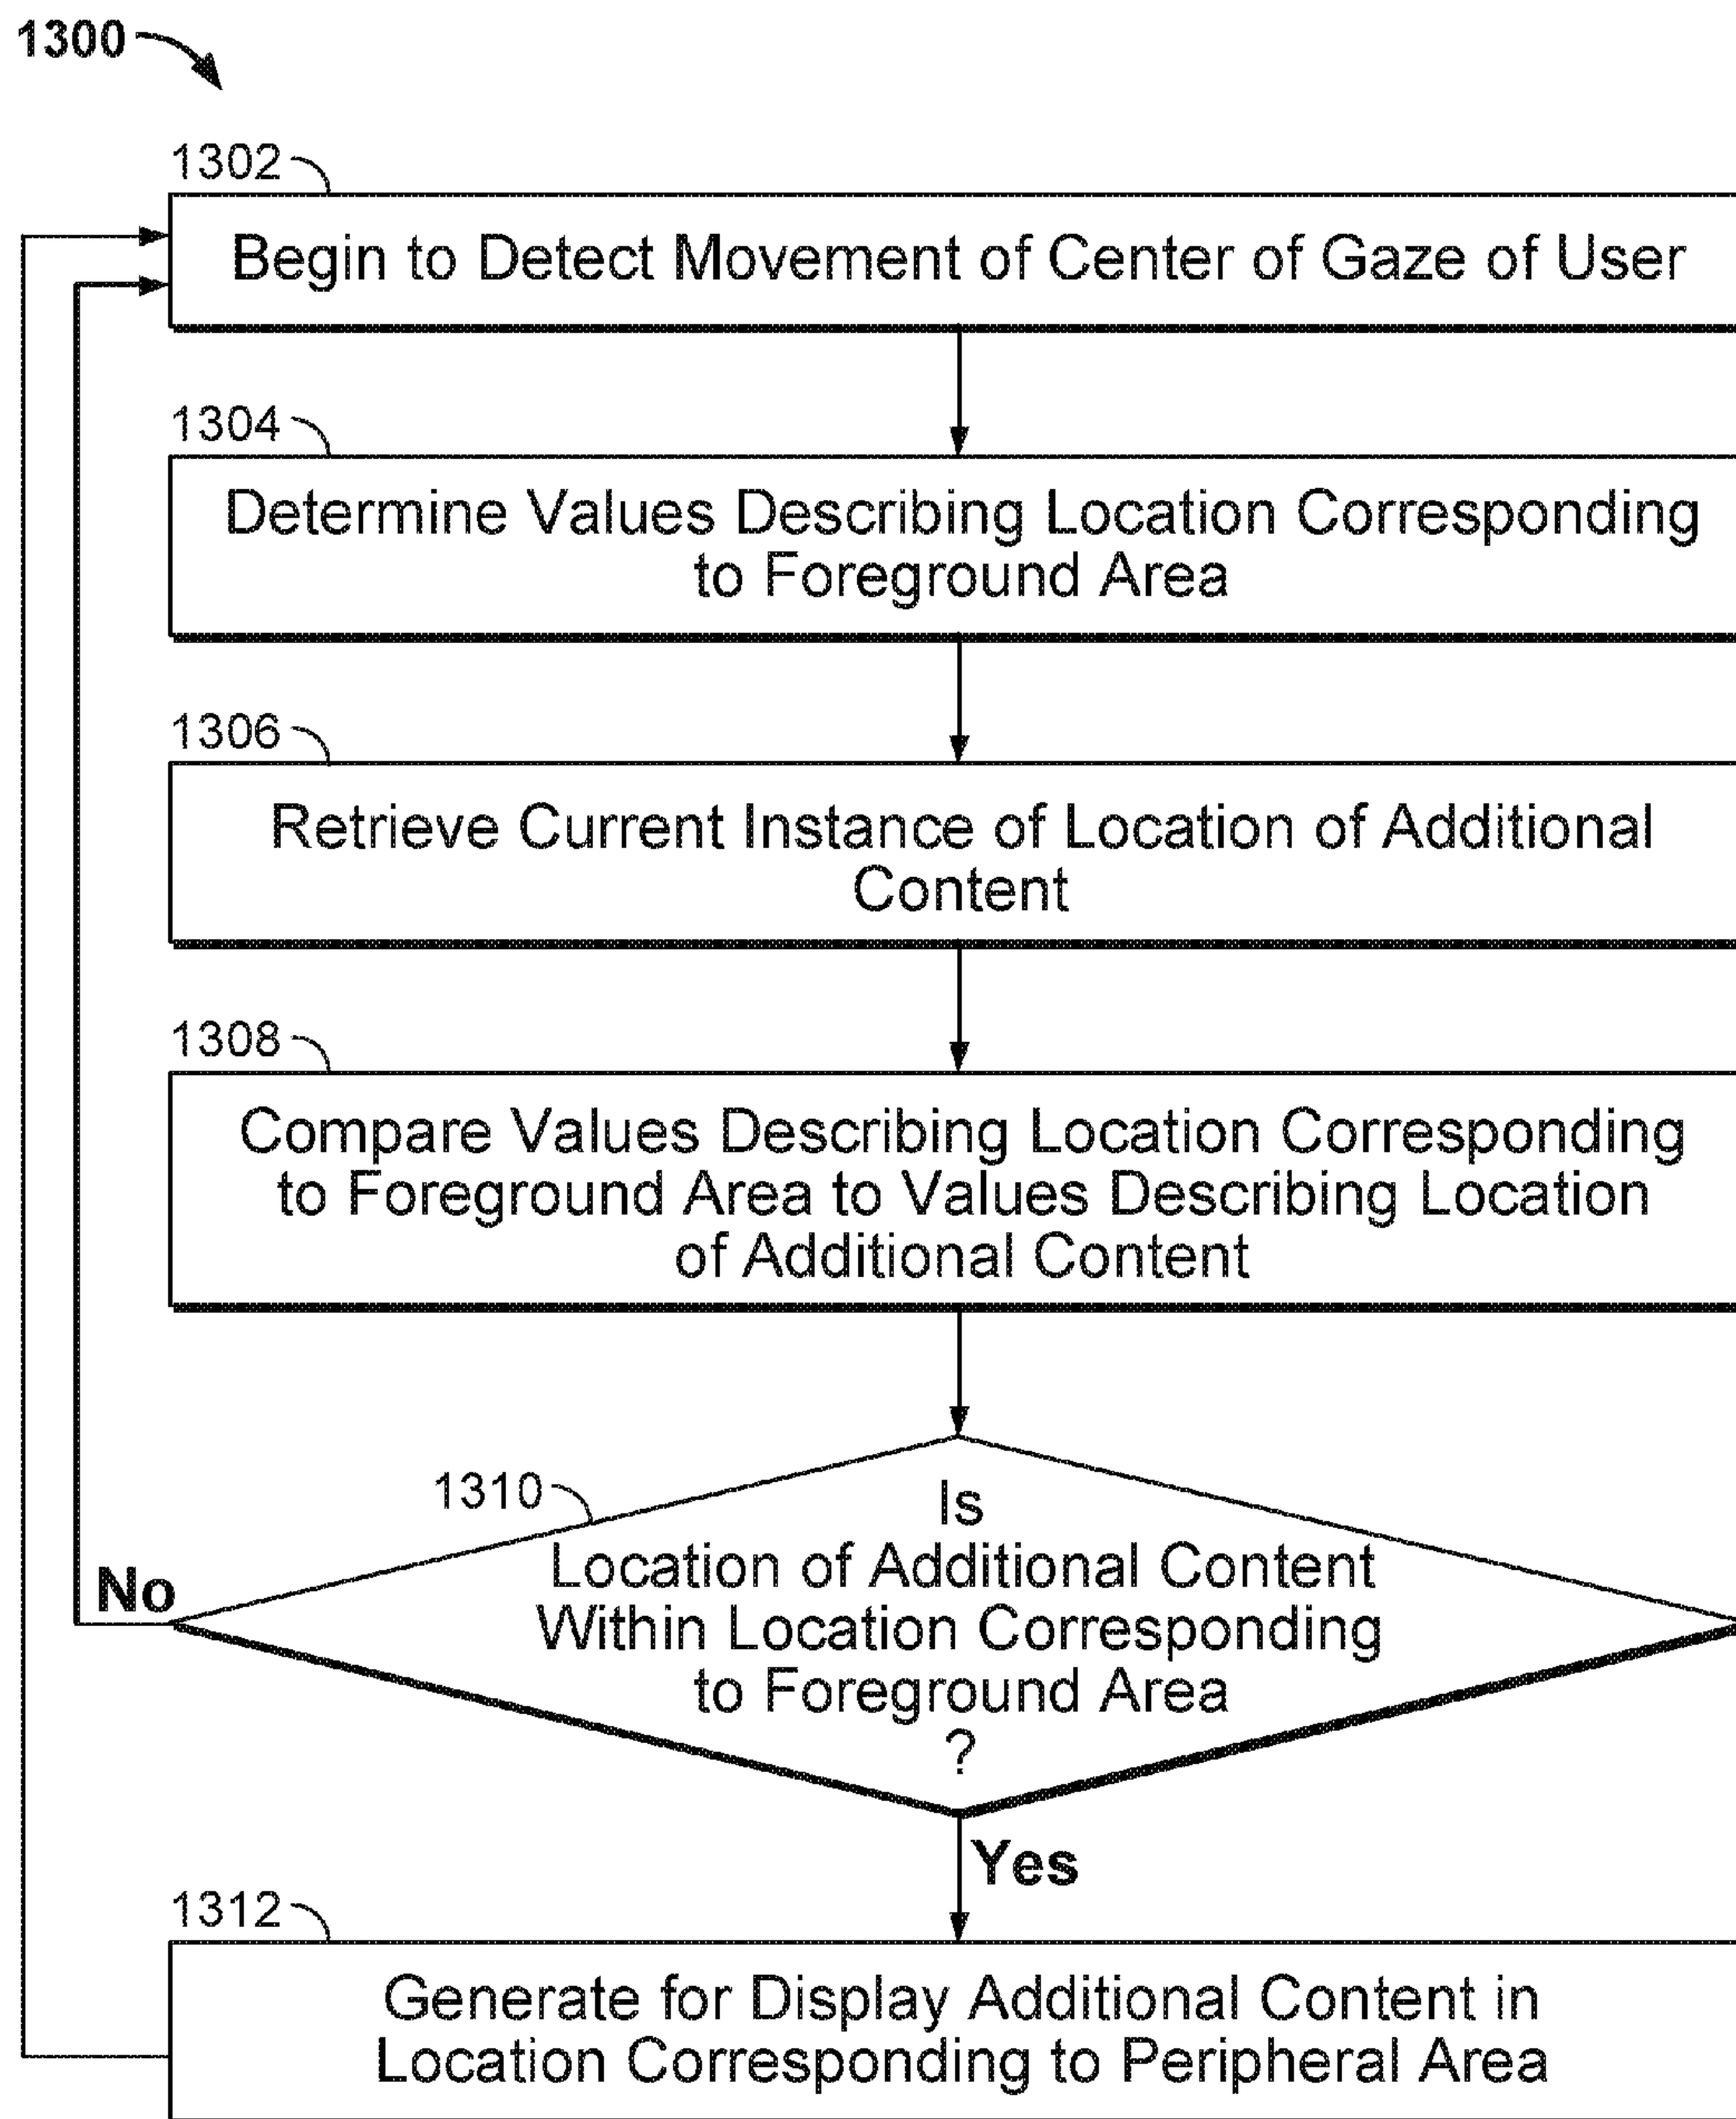 1300
1302
Begin to Detect Movement of Center of Gaze of User
1304
Determine Values Describing Location Corresponding
to Foreground Area
1306
Retrieve Current Instance of Location of Additional
Content
1308
Compare Values Describing Location Corresponding
to Foreground Area to Values Describing Location
of Additional Content
1310
Is
Location of Additional Content
Within Location Corresponding
to Foreground Area
?
No
Yes
1312
Generate for Display Additional Content in
Location Corresponding to Peripheral Area